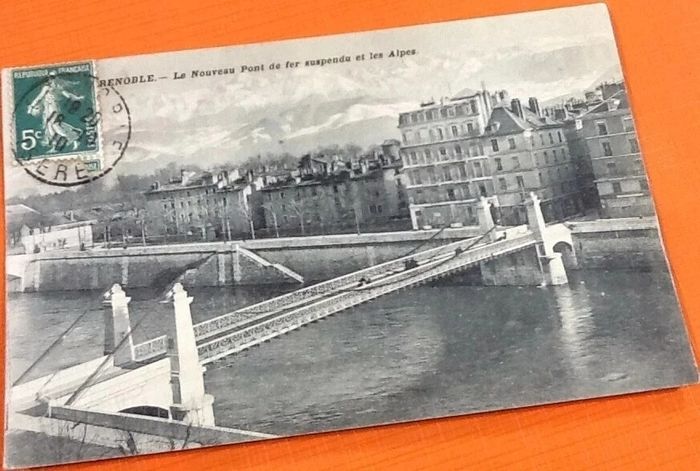 RENOBLE. — Le Nouveau Pont de fer suspendu et les Alpes.
REPUBLIQUE FRANÇAISE
5c
ERE